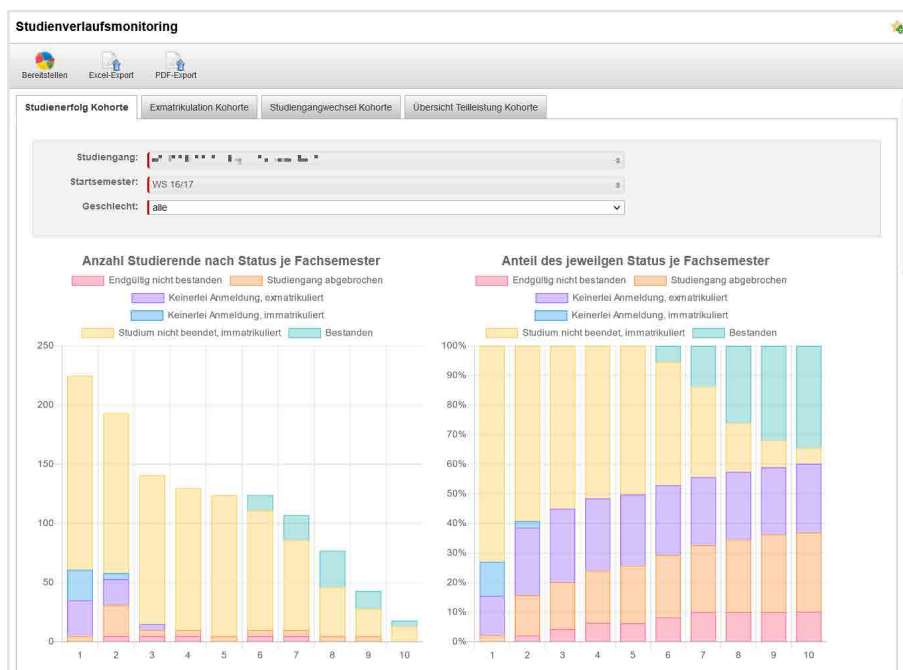 Studienverlaufsmonitoring
Bereitstellen Excel-Export PDF-Export
Studienerfolg Kohorte Exmatrikulation Kohorte Studiengangwechsel Kohorte Übersicht Teilleistung Kohorte
Studiengang:
Startsemester: WS 16/17
Geschlecht: alle
Anzahl Studierende nach Status je Fachsemester
Endgültig nicht bestanden Studiengang abgebrochen
Keinerlei Anmeldung, exmatrikuliert
Keinerlei Anmeldung, immatrikuliert
Studium nicht beendet, immatrikuliert Bestanden
250
200
150
100
50
0
1 2 3 4 5 6 7 8 9 10
Anteil des jeweilgen Status je Fachsemester
Endgültig nicht bestanden Studiengang abgebrochen
Keinerlei Anmeldung, exmatrikuliert
Keinerlei Anmeldung, immatrikuliert
Studium nicht beendet, immatrikuliert Bestanden
100%
90%
80%
70%
60%
50%
40%
30%
20%
10%
0%
1 2 3 4 5 6 7 8 9 10